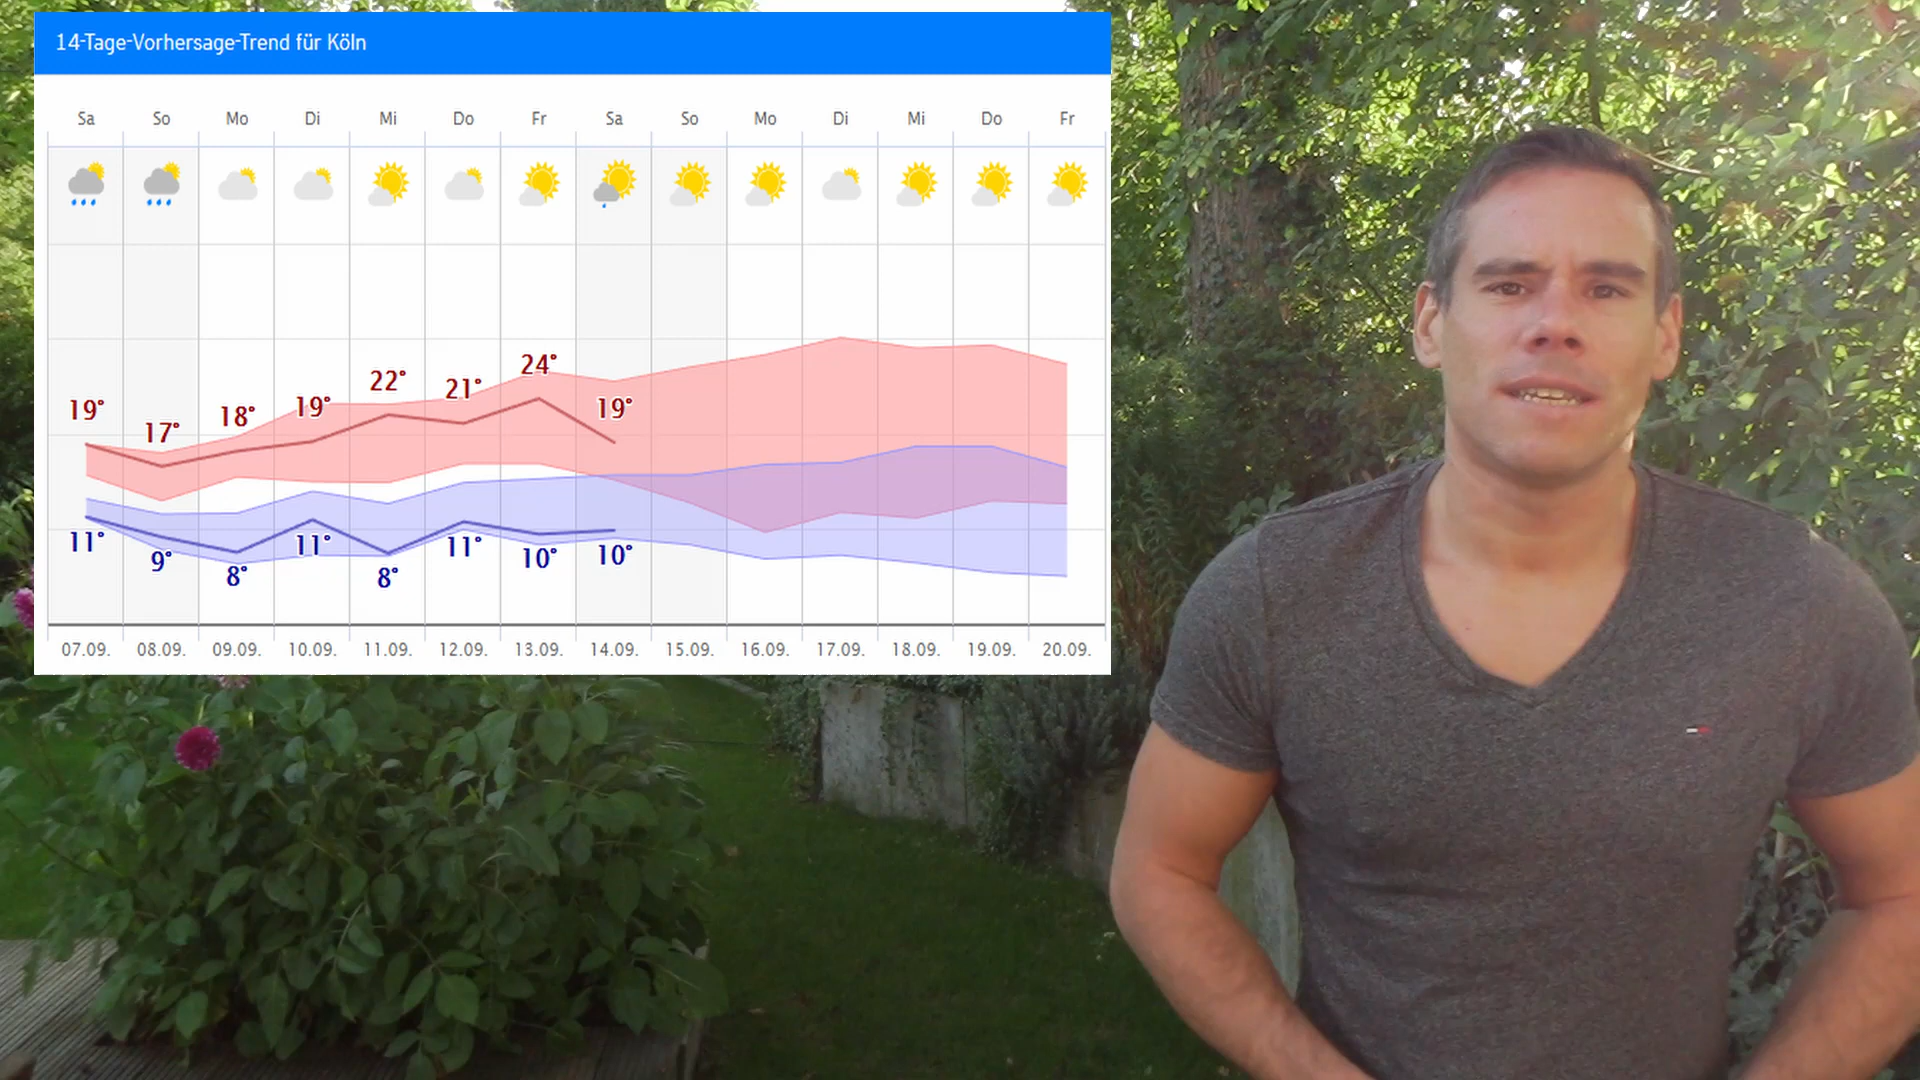 14-Tage-Vorhersage-Trend für Köln
Sa So Mo Di Mi Do Fr Sa So Mo Di Mi Do Fr
19° 17° 18° 19° 22° 21° 24° 19°
11° 9° 8° 11° 8° 11° 10° 10°
07.09. 08.09. 09.09. 10.09. 11.09. 12.09. 13.09. 14.09. 15.09. 16.09. 17.09. 18.09. 19.09. 20.09.